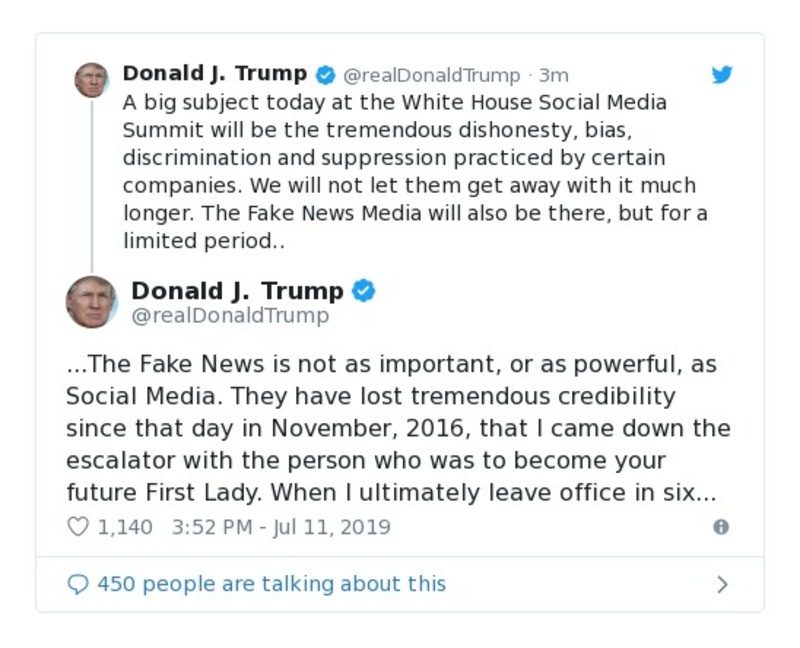 Donald J. Trump @realDonaldTrump · 3m
A big subject today at the White House Social Media
Summit will be the tremendous dishonesty, bias,
discrimination and suppression practiced by certain
companies. We will not let them get away with it much
longer. The Fake News Media will also be there, but for a
limited period..
Donald J. Trump
@realDonaldTrump
...The Fake News is not as important, or as powerful, as
Social Media. They have lost tremendous credibility
since that day in November, 2016, that I came down the
escalator with the person who was to become your
future First Lady. When I ultimately leave office in six...
1,140 3:52 PM - Jul 11, 2019
450 people are talking about this